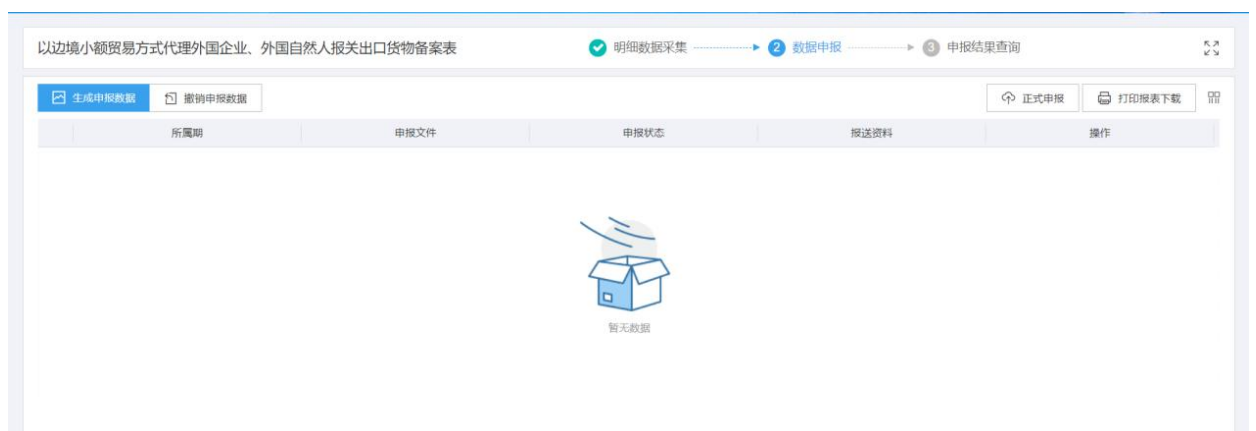 以边境小额贸易方式代理外国企业、外国自然人报关出口货物备案表 明细数据采集 2 数据申报 3 申报结果查询
生成申报数据 撤销申报数据 正式申报 打印报表下载
所属期 申报文件 申报状态 报送资料 操作
暂无数据